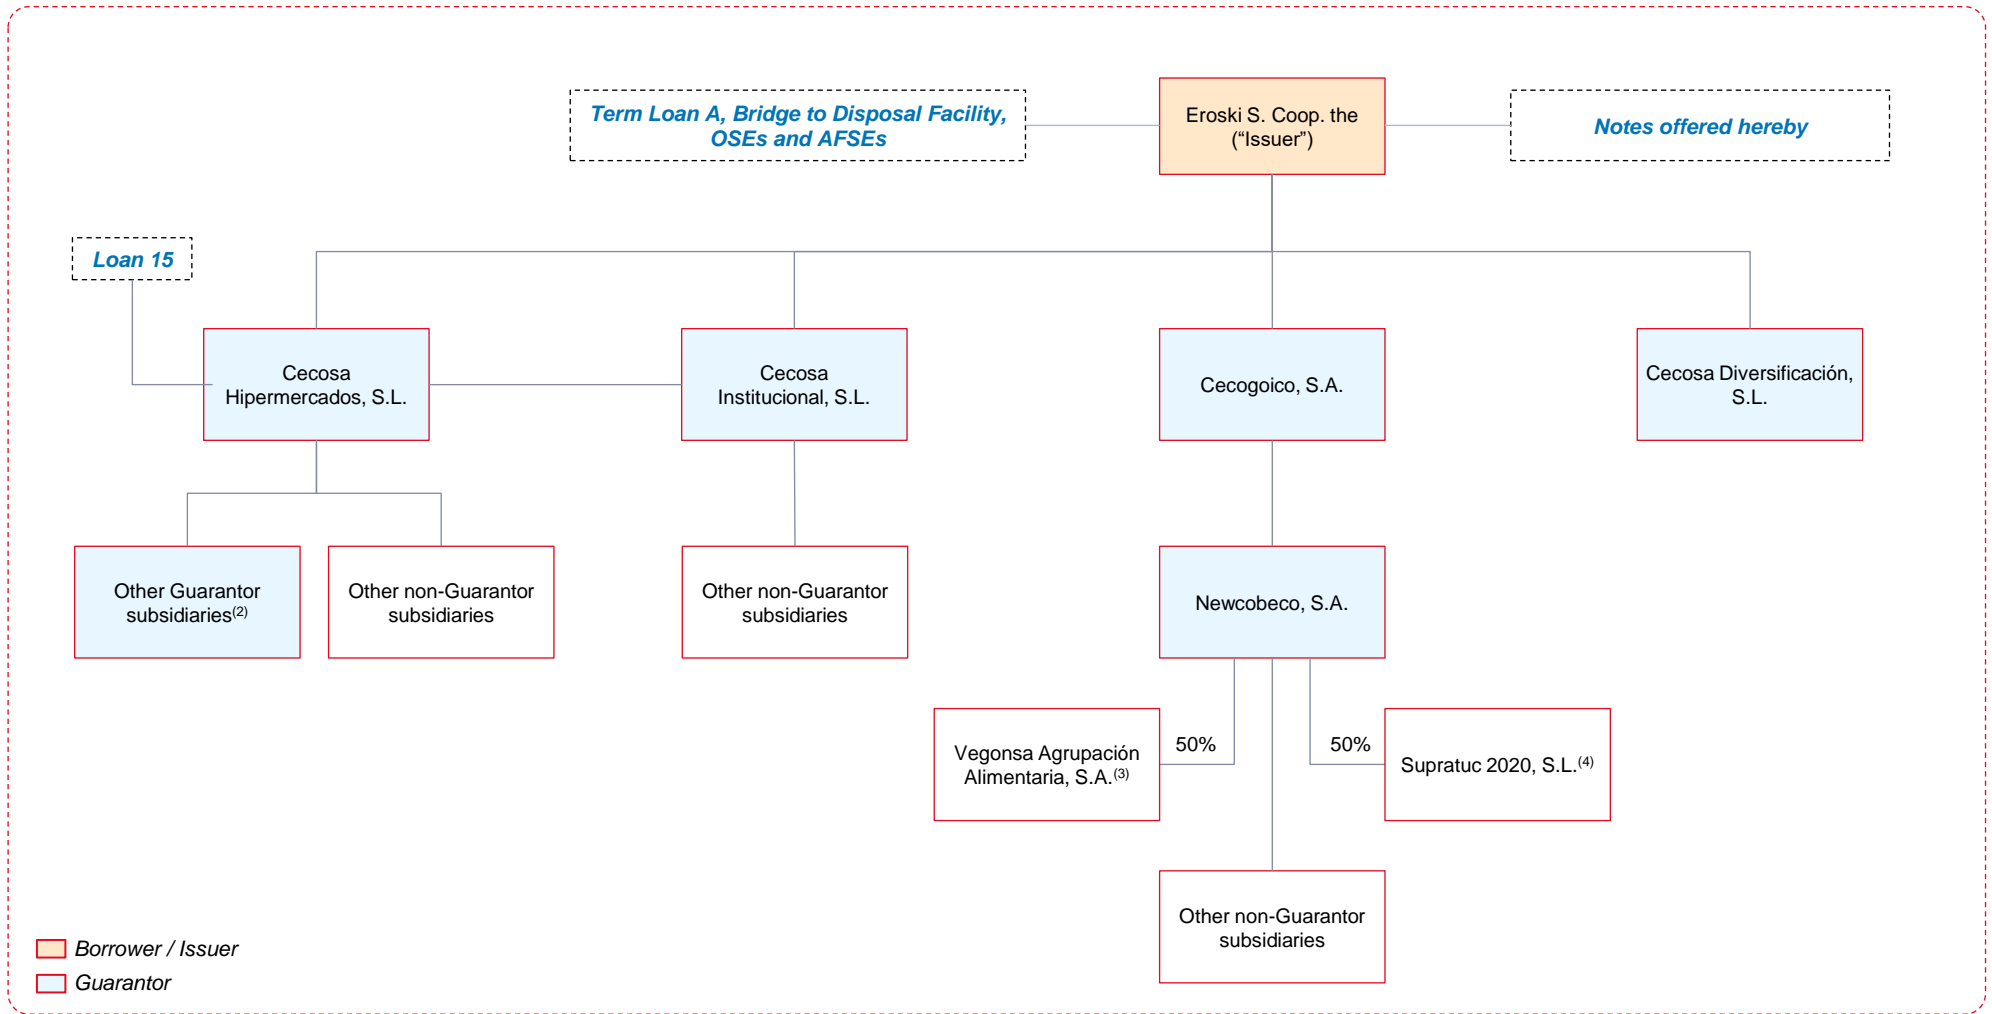 Term Loan A, Bridge to Disposal Facility,
OSEs and AFSEs
Eroski S. Coop. the
(“Issuer”)
Notes offered hereby
Loan 15
Cecosa
Hipermercados, S.L.
Cecosa
Institucional, S.L.
Cecogoico, S.A.
Cecosa Diversificación,
S.L.
Other Guarantor
subsidiaries(2)
Other non-Guarantor
subsidiaries
Other non-Guarantor
subsidiaries
Newcobeco, S.A.
Vegonsa Agrupación
Alimentaria, S.A.(3)
50%
50%
Supratuc 2020, S.L.(4)
Other non-Guarantor
subsidiaries
Borrower / Issuer
Guarantor